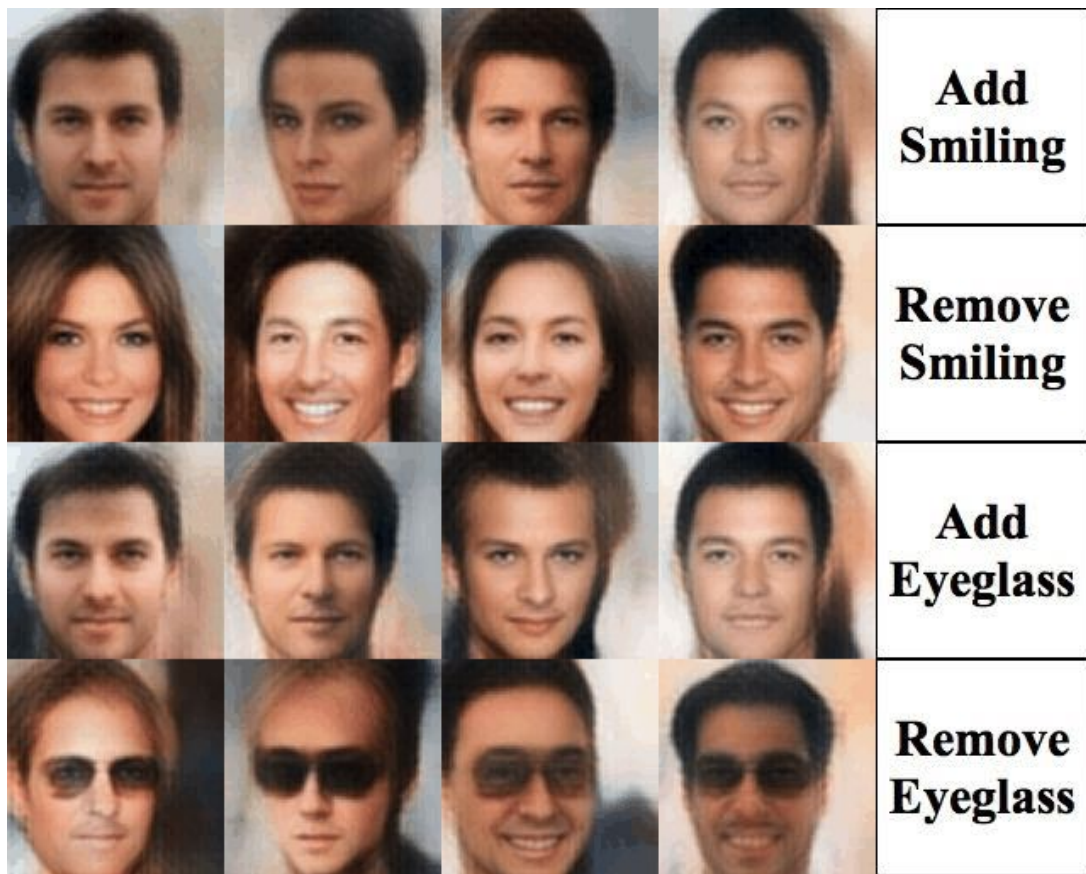 Add
Smiling
Remove
Smiling
Add
Eyeglass
Remove
Eyeglass